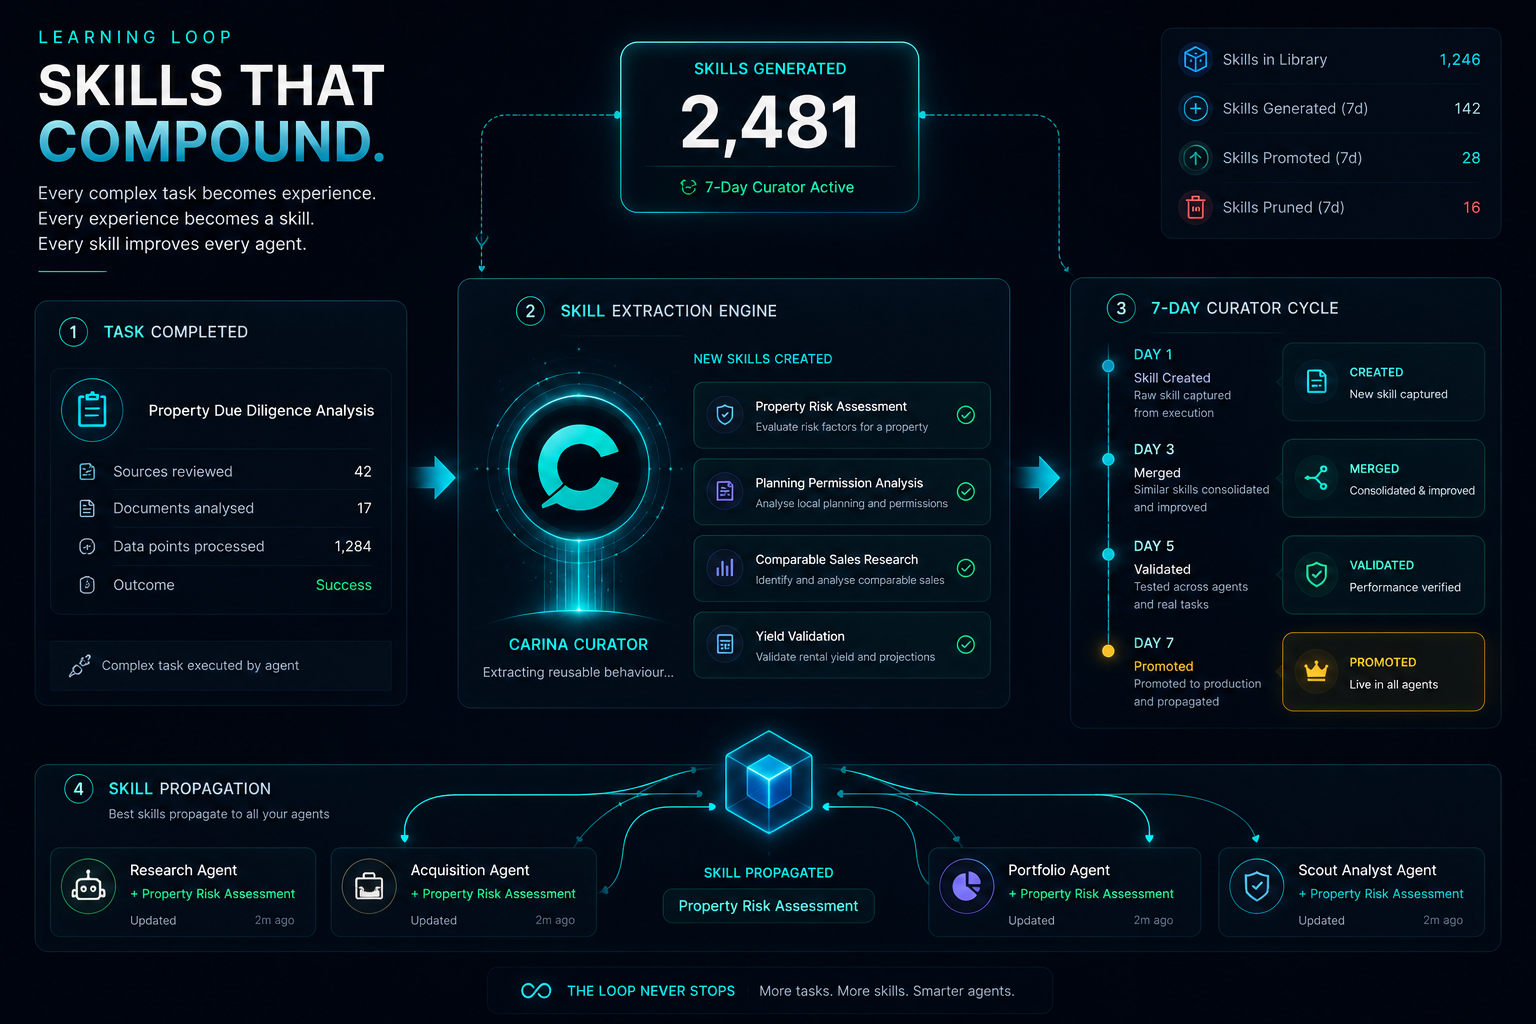 LEARNING LOOP
SKILLS THAT
COMPOUND.
Every complex task becomes experience.
Every experience becomes a skill.
Every skill improves every agent.
SKILLS GENERATED
2,481
7-Day Curator Active
Skills in Library 1,246
Skills Generated (7d) 142
Skills Promoted (7d) 28
Skills Pruned (7d) 16
1 TASK COMPLETED
Property Due Diligence Analysis
Sources reviewed 42
Documents analysed 17
Data points processed 1,284
Outcome Success
Complex task executed by agent
2 SKILL EXTRACTION ENGINE
CARINA CURATOR
Extracting reusable behaviour...
NEW SKILLS CREATED
Property Risk Assessment
Evaluate risk factors for a property
Planning Permission Analysis
Analyse local planning and permissions
Comparable Sales Research
Identify and analyse comparable sales
Yield Validation
Validate rental yield and projections
3 7-DAY CURATOR CYCLE
DAY 1
Skill Created
Raw skill captured
from execution
CREATED
New skill captured
DAY 3
Merged
Similar skills consolidated
and improved
MERGED
Consolidated & improved
DAY 5
Validated
Tested across agents
and real tasks
VALIDATED
Performance verified
DAY 7
Promoted
Promoted to production
and propagated
PROMOTED
Live in all agents
4 SKILL PROPAGATION
Best skills propagate to all your agents
Research Agent
+ Property Risk Assessment
Updated 2m ago
Acquisition Agent
+ Property Risk Assessment
Updated 2m ago
SKILL PROPAGATED
Property Risk Assessment
Portfolio Agent
+ Property Risk Assessment
Updated 2m ago
Scout Analyst Agent
+ Property Risk Assessment
Updated 2m ago
THE LOOP NEVER STOPS More tasks. More skills. Smarter agents.